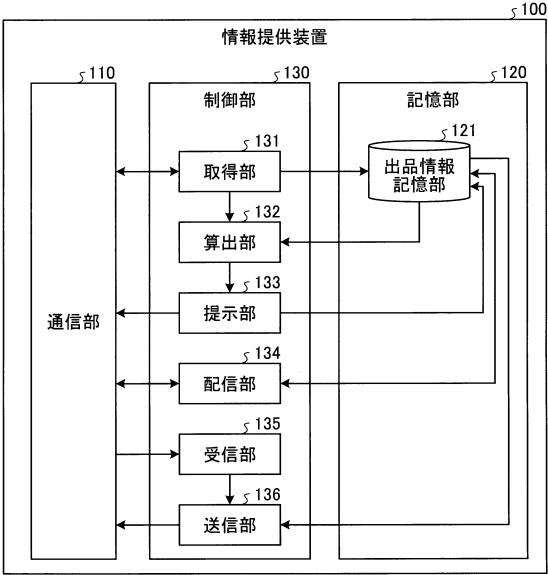 100
情報提供装置
110
130
120
制御部
記憶部
131
取得部
121
出品情報
記憶部
132
算出部
133
提示部
通信部
134
配信部
135
受信部
136
送信部